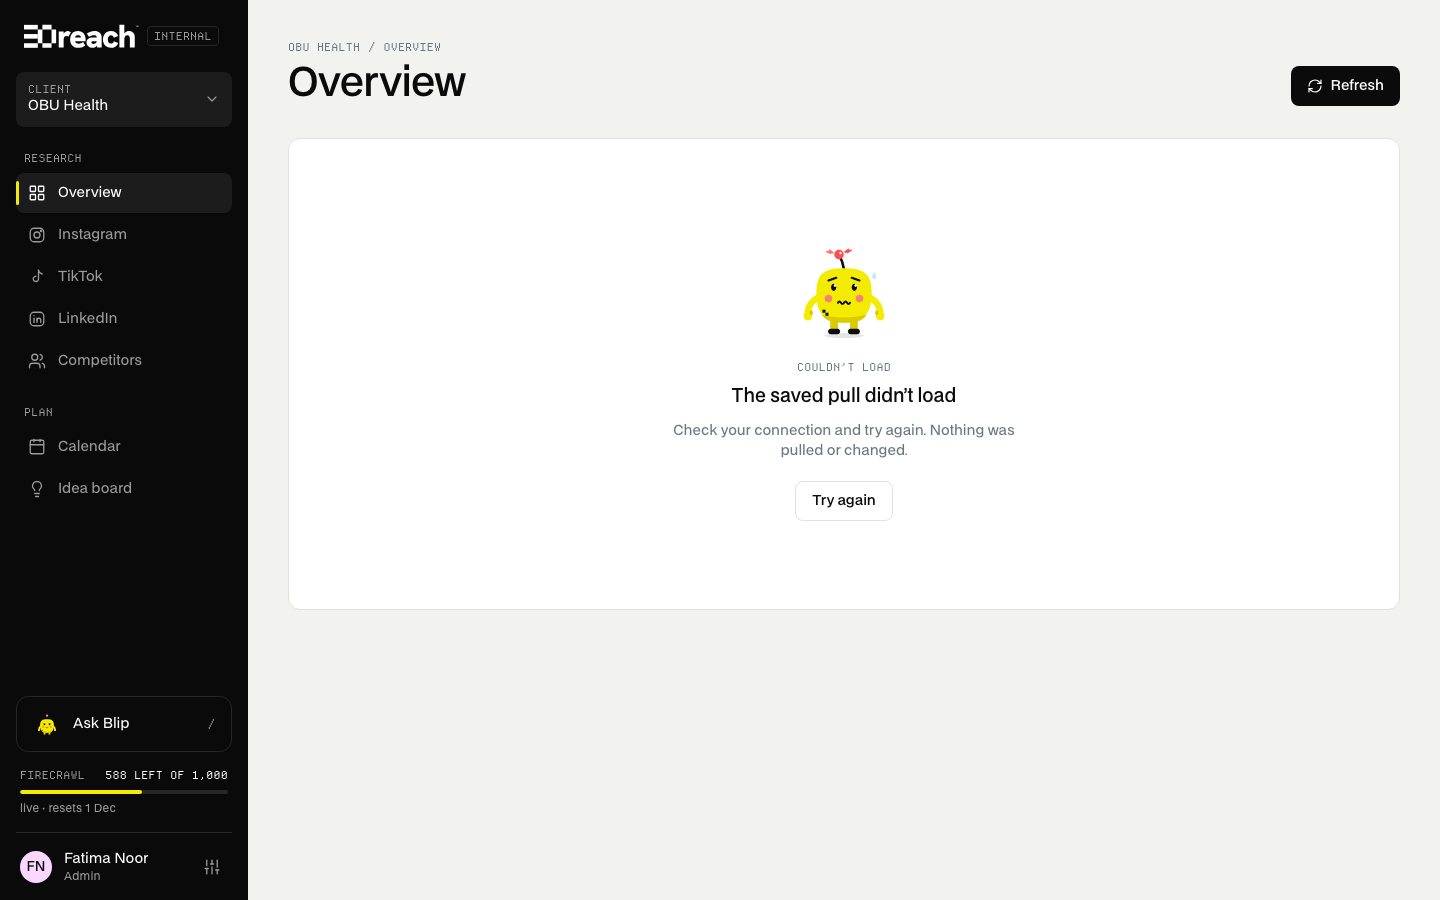 reach
INTERNAL
CLIENT
OBU Health
RESEARCH
Overview
Instagram
TikTok
LinkedIn
Competitors
PLAN
Calendar
Idea board
Ask Blip /
FIRECRAWL 588 LEFT OF 1,000
live · resets 1 Dec
FN
Fatima Noor
Admin
OBU HEALTH / OVERVIEW
Overview
Refresh
COULDN’T LOAD
The saved pull didn’t load
Check your connection and try again. Nothing was
pulled or changed.
Try again